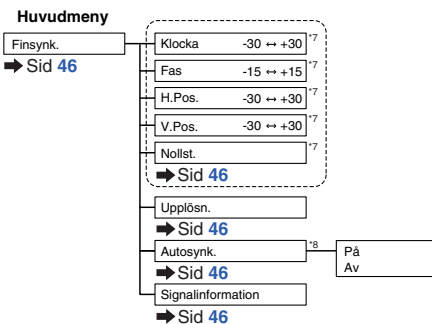 Huvudmeny
Finsynk.
➡ Sid 46
Klocka -30 ↔ +30 *7
Fas -15 ↔ +15 *7
H.Pos. -30 ↔ +30 *7
V.Pos. -30 ↔ +30 *7
Nollst. *7
➡ Sid 46
Upplösn.
➡ Sid 46
Autosynk. *8
På
Av
➡ Sid 46
Signalinformation
➡ Sid 46